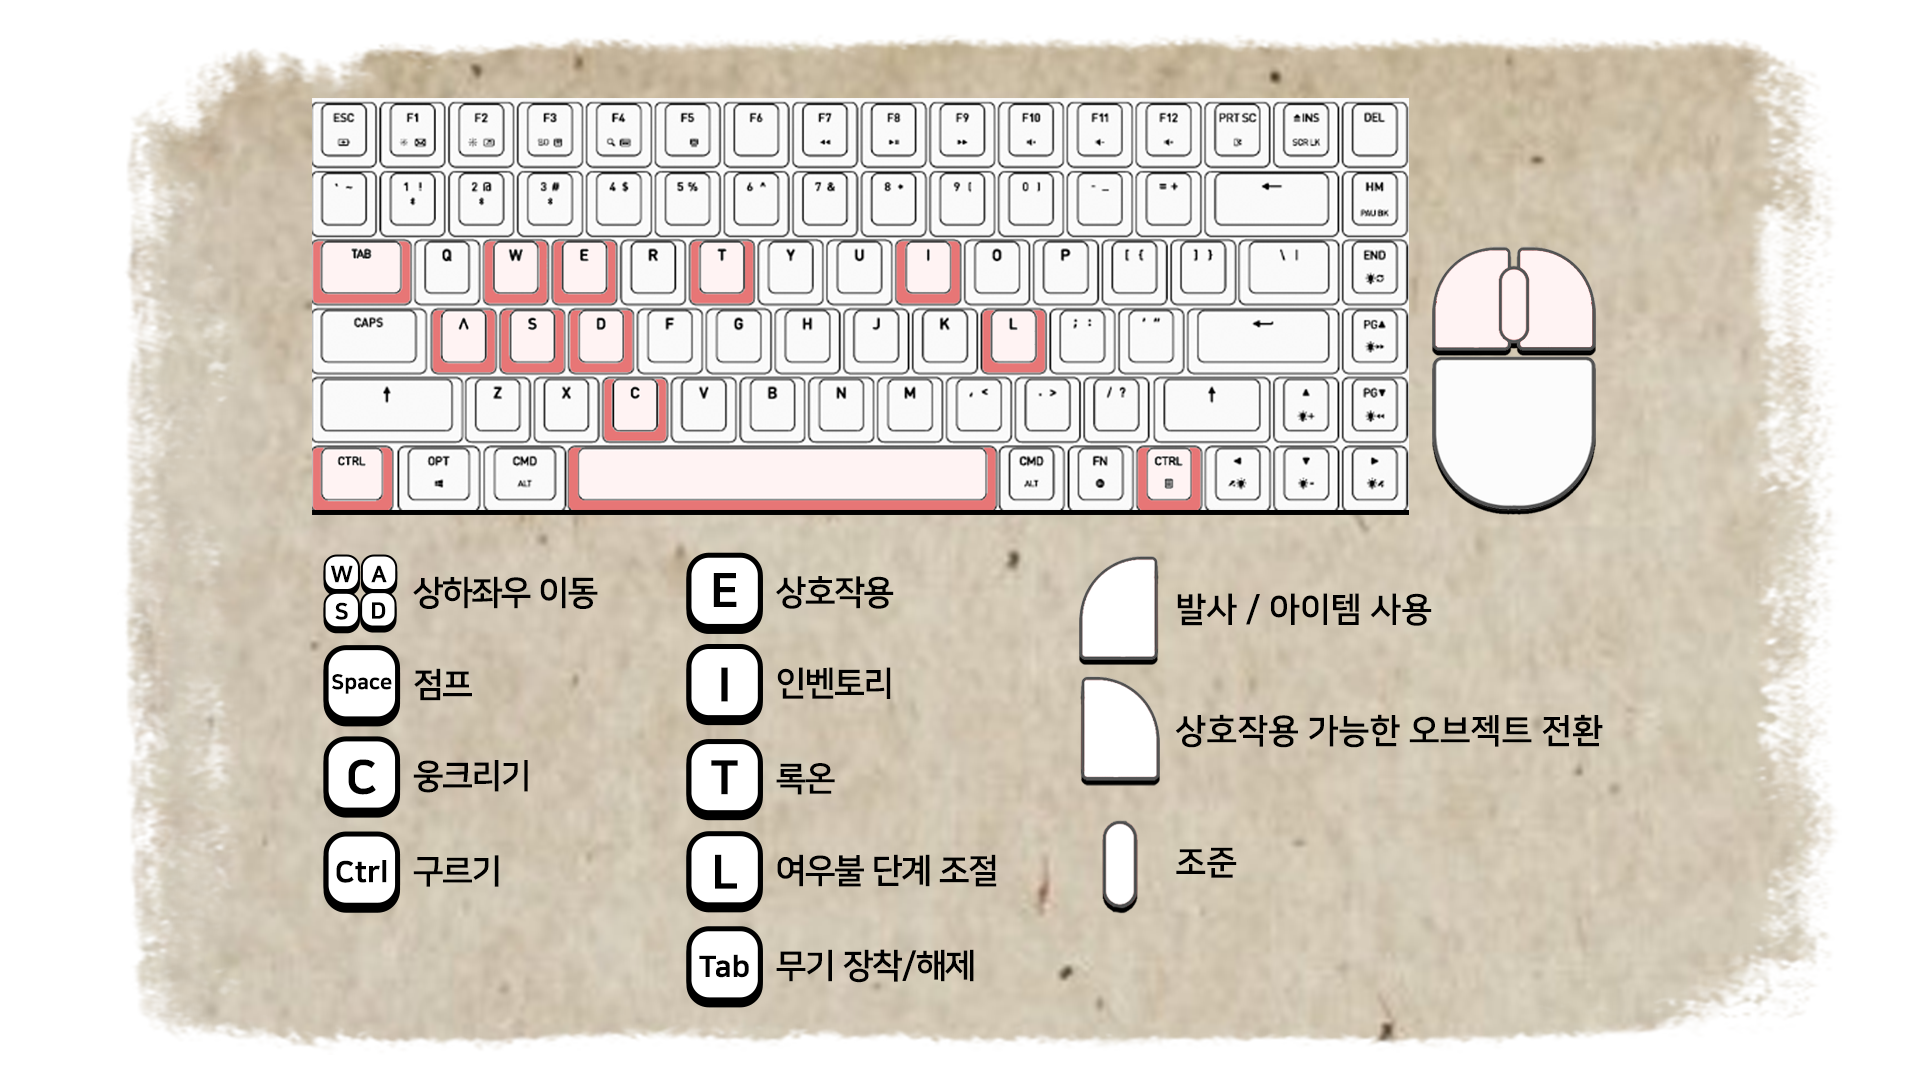 ESC F1 F2 F3 F4 F5 F6 F7 F8 F9 F10 F11 F12 PRT SC INS DEL
SCR LK
` ~ 1 ! 2 @ 3 # 4 $ 5 % 6 ^ 7 & 8 * 9 ( 0 ) - _ = + ← HM
PAU BK
TAB Q W E R T Y U I O P [ { ] } \ | END
CAPS A S D F G H J K L ; : ' " PG▲
↑ Z X C V B N M , < . > / ? ↑ ▲ PG▼
CTRL OPT CMD CMD FN CTRL ◀ ▼ ▶
ALT ALT
W A 상하좌우 이동
S D
Space 점프
C 웅크리기
Ctrl 구르기
E 상호작용
I 인벤토리
T 록온
L 여우불 단계 조절
Tab 무기 장착/해제
발사 / 아이템 사용
상호작용 가능한 오브젝트 전환
조준